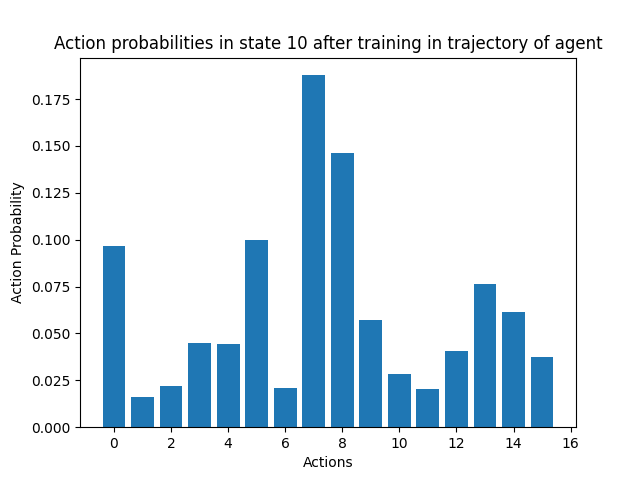 Action probabilities in state 10 after training in trajectory of agent
0.175
0.150
0.125
0.100
0.075
0.050
0.025
0.000
Action Probability
0 2 4 6 8 10 12 14 16
Actions